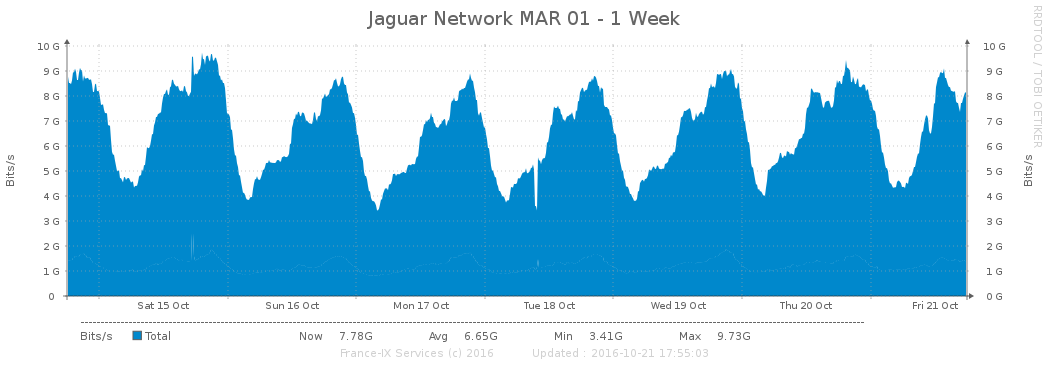 Jaguar Network MAR 01 - 1 Week
RRDTOOL / TOBI OETIKER
Bits/s
Bits/s
10 G 10 G
9 G 9 G
8 G 8 G
7 G 7 G
6 G 6 G
5 G 5 G
4 G 4 G
3 G 3 G
2 G 2 G
1 G 1 G
0 0 G
Sat 15 Oct Sun 16 Oct Mon 17 Oct Tue 18 Oct Wed 19 Oct Thu 20 Oct Fri 21 Oct
Bits/s Total Now 7.78G Avg 6.65G Min 3.41G Max 9.73G
France-IX Services (c) 2016 Updated : 2016-10-21 17:55:03